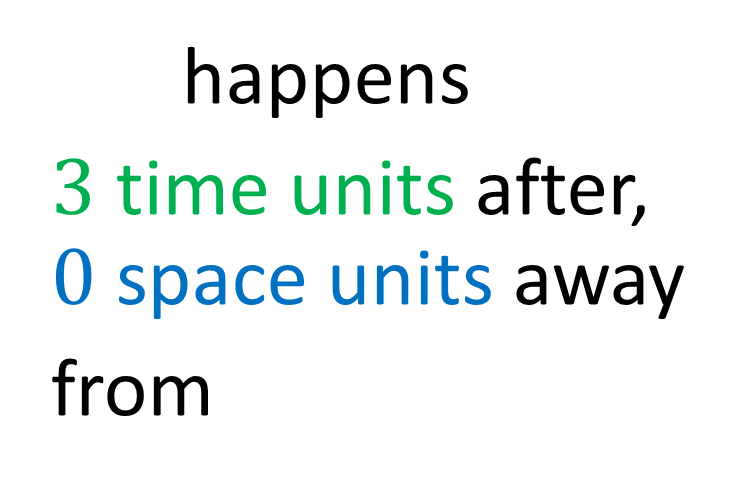 happens
3 time units after,
0 space units away
from